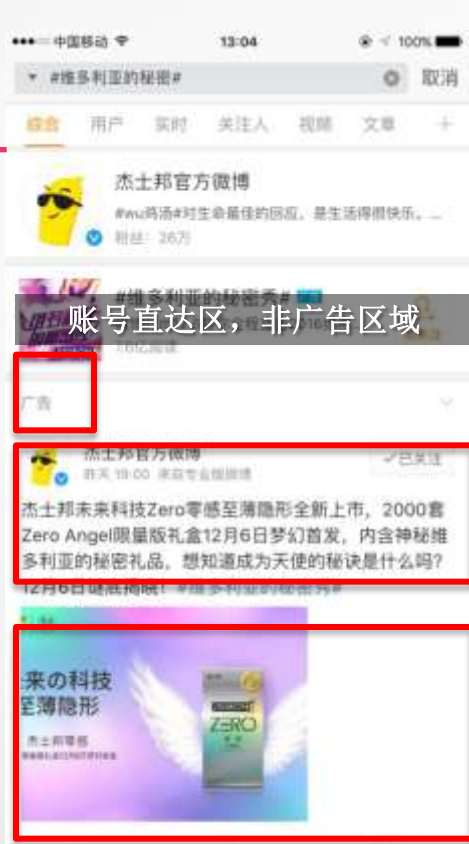 中国移动 13:04 100%
#维多利亚的秘密# 取消
综合 用户 实时 关注人 视频 文章
杰士邦官方微博
#wu鸡汤#对生命最佳的回应，是生活得很快乐。...
粉丝：26万
#维多利亚的秘密秀#
账号直达区，非广告区域
广告
杰士邦官方微博
昨天 19:00 来自专业版微博
已关注
杰士邦未来科技Zero零感至薄隐形全新上市，2000套
Zero Angel限量版礼盒12月6日梦幻首发，内含神秘维
多利亚的秘密礼品，想知道成为天使的秘诀是什么吗？
12月6日谜底揭晓！#维多利亚的秘密秀#
来の科技
至薄隐形
杰士邦零感
ZERO